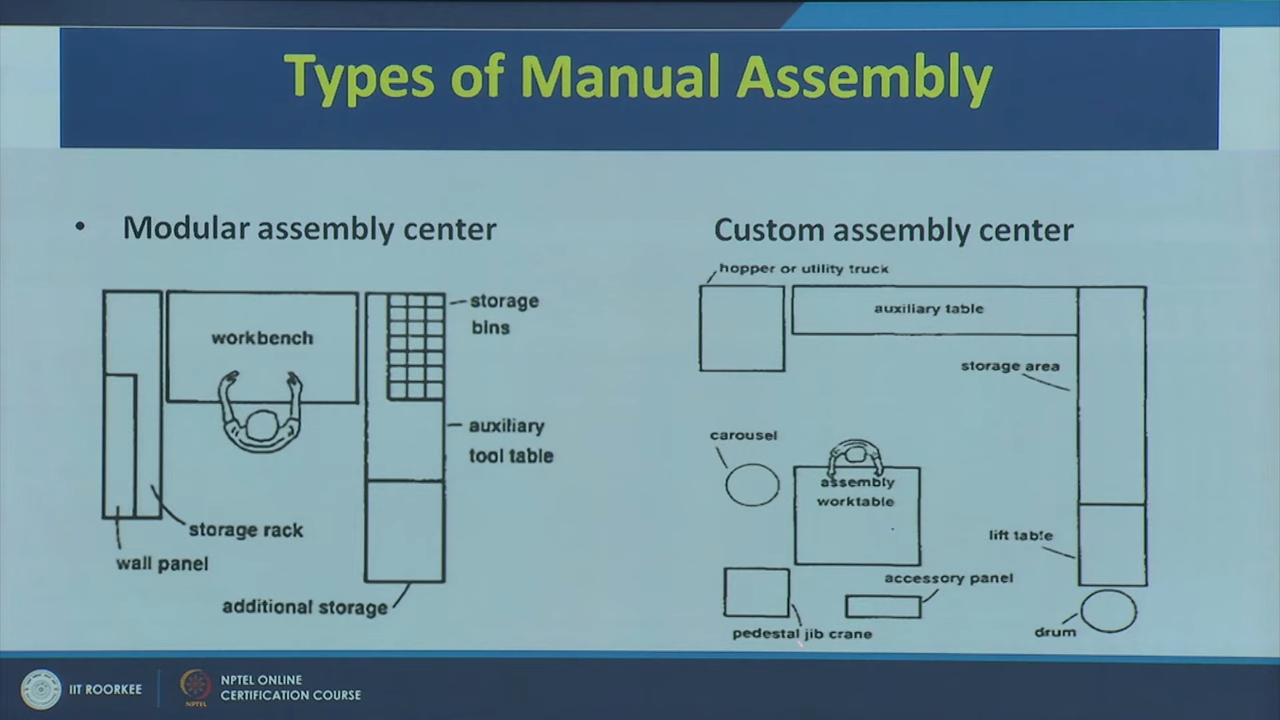 Types of Manual Assembly
• Modular assembly center
workbench
storage
bins
auxiliary
tool table
storage rack
wall panel
additional storage
Custom assembly center
hopper or utility truck
auxiliary table
storage area
carousel
assembly
worktable
lift table
accessory panel
pedestal jib crane
drum
IIT ROORKEE
NPTEL
NPTEL ONLINE
CERTIFICATION COURSE